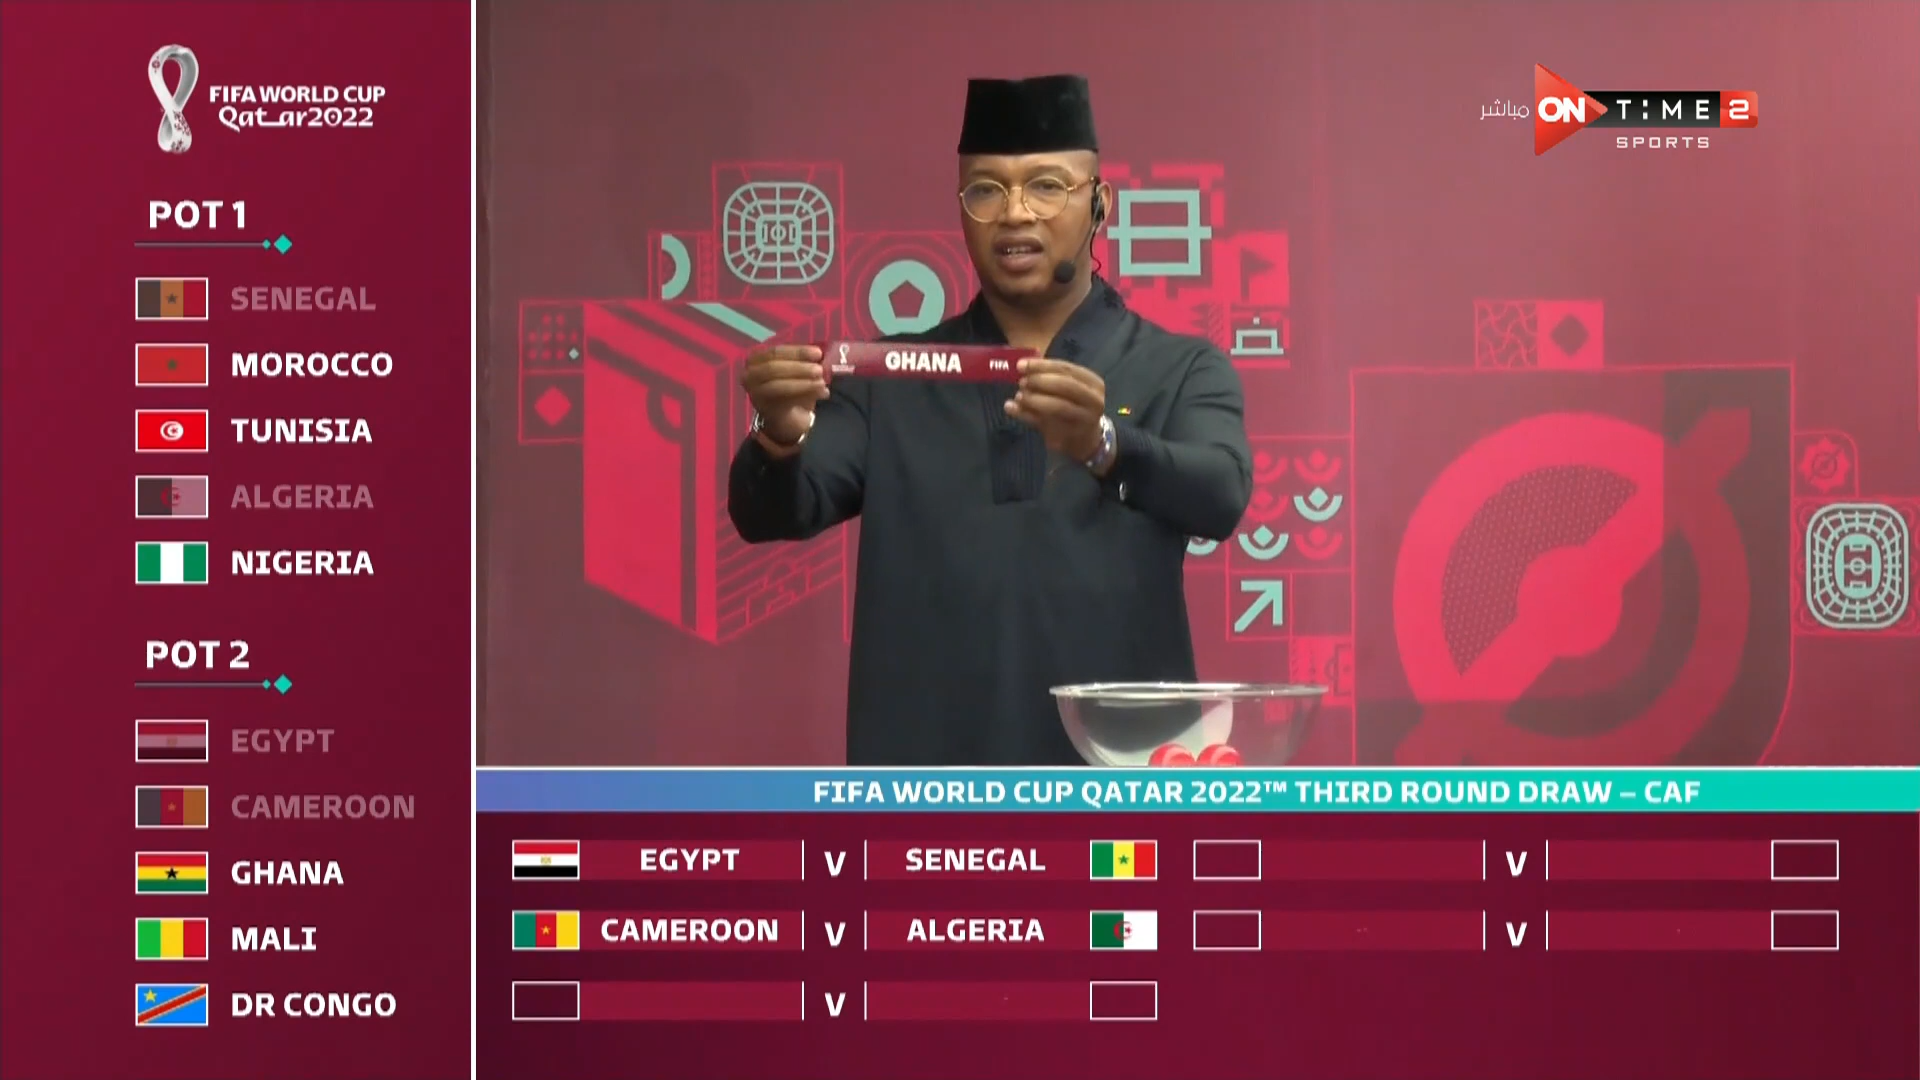 FIFA WORLD CUP
Qatar2022
POT 1
SENEGAL
MOROCCO
TUNISIA
ALGERIA
NIGERIA
POT 2
EGYPT
CAMEROON
GHANA
MALI
DR CONGO
مباشر
ON TIME 2
SPORTS
GHANA FIFA
FIFA WORLD CUP QATAR 2022™ THIRD ROUND DRAW – CAF
EGYPT V SENEGAL
V
CAMEROON V ALGERIA
V
V